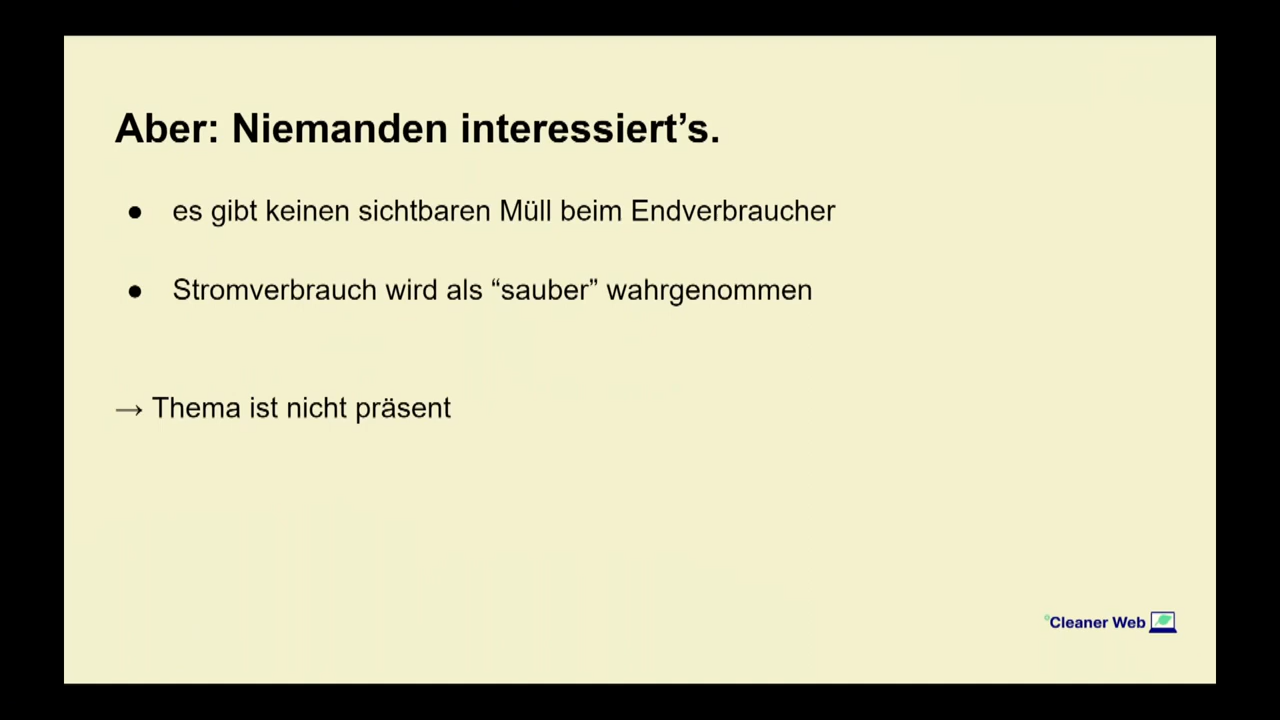 Aber: Niemanden interessiert’s.
● es gibt keinen sichtbaren Müll beim Endverbraucher
● Stromverbrauch wird als “sauber” wahrgenommen
→ Thema ist nicht präsent
°Cleaner Web